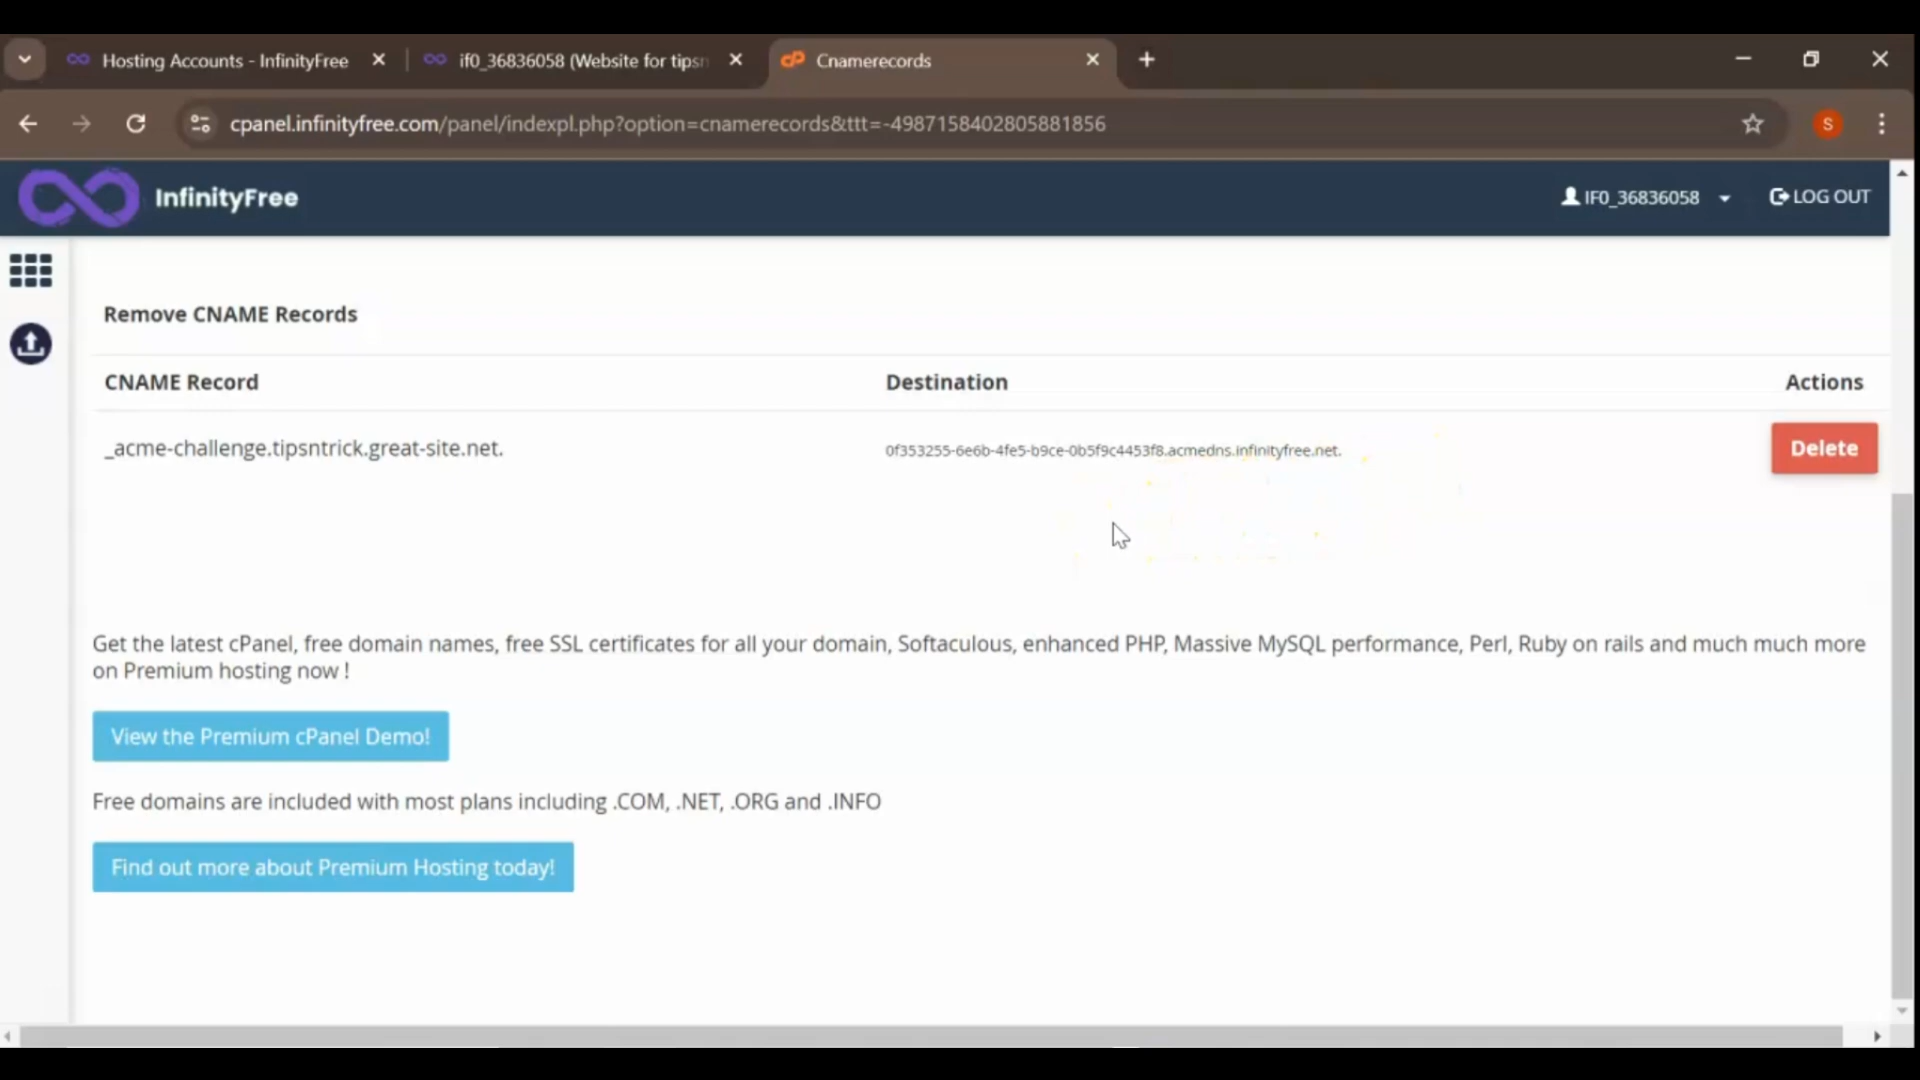 Hosting Accounts - InfinityFree
if0_36836058 (Website for tipsn
Cnamerecords
cpanel.infinityfree.com/panel/indexpl.php?option=cnamerecords&ttt=-4987158402805881856
S
InfinityFree
IF0_36836058
LOG OUT
Remove CNAME Records
CNAME Record Destination Actions
_acme-challenge.tipsntrick.great-site.net. 0f353255-6e6b-4fe5-b9ce-0b5f9c4453f8.acmedns.infinityfree.net. Delete
Get the latest cPanel, free domain names, free SSL certificates for all your domain, Softaculous, enhanced PHP, Massive MySQL performance, Perl, Ruby on rails and much much more
on Premium hosting now !
View the Premium cPanel Demo!
Free domains are included with most plans including .COM, .NET, .ORG and .INFO
Find out more about Premium Hosting today!